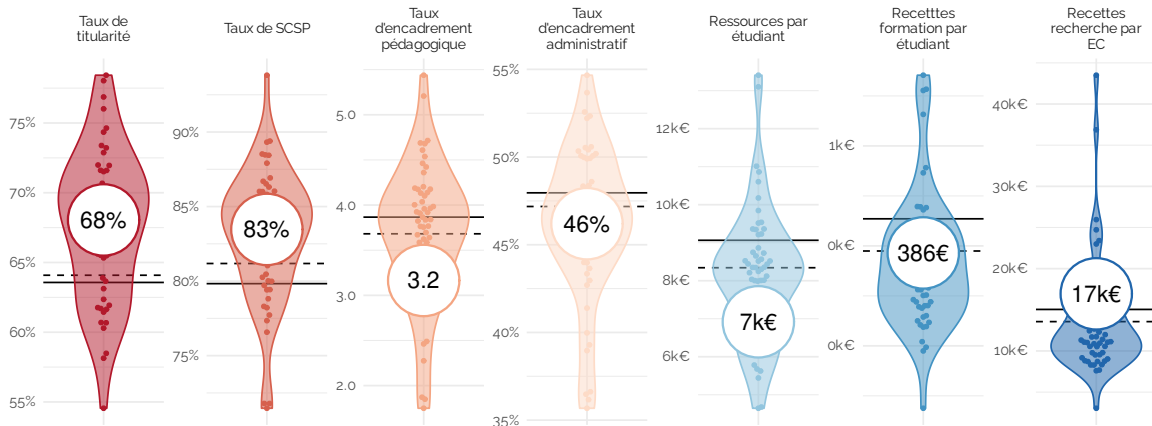 Taux de
titularité
75%
70%
65%
60%
55%
68%
Taux de SCSP
90%
85%
80%
75%
83%
Taux
d'encadrement
pédagogique
5.0
4.0
3.0
2.0
3.2
Taux
d'encadrement
administratif
55%
50%
45%
40%
35%
46%
Ressources par
étudiant
12k€
10k€
8k€
6k€
7k€
Recetttes
formation par
étudiant
1k€
0k€
0k€
386€
Recettes
recherche par
EC
40k€
30k€
20k€
10k€
17k€